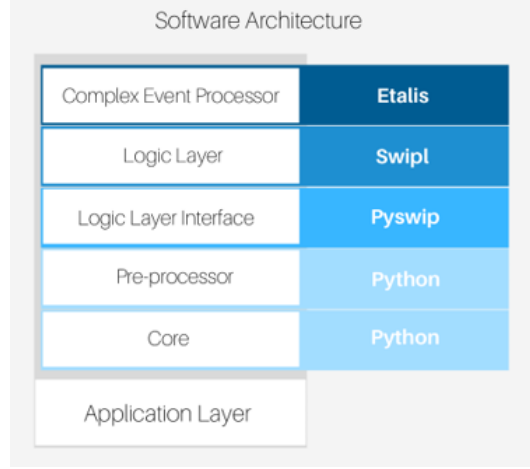 Software Architecture
Complex Event Processor Etalis
Logic Layer Swipl
Logic Layer Interface Pyswip
Pre-processor Python
Core Python
Application Layer